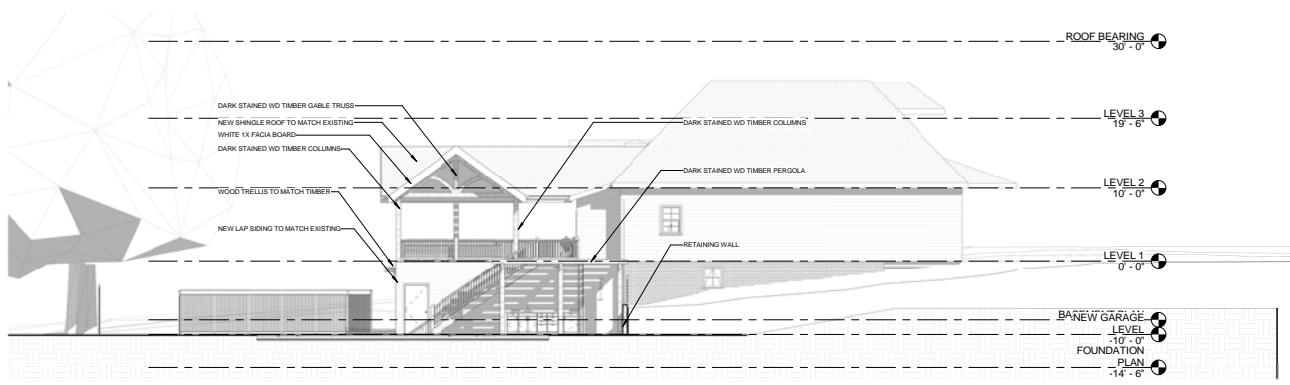 ROOF BEARING
30' - 0"
DARK STAINED WD TIMBER GABLE TRUSS
NEW SHINGLE ROOF TO MATCH EXISTING
WHITE 1X FACIA BOARD
DARK STAINED WD TIMBER COLUMNS
WOOD TRELLIS TO MATCH TIMBER
NEW LAP SIDING TO MATCH EXISTING
DARK STAINED WD TIMBER COLUMNS
DARK STAINED WD TIMBER PERGOLA
RETAINING WALL
LEVEL 3
19' - 6"
LEVEL 2
10' - 0"
LEVEL 1
0' - 0"
NEW GARAGE
LEVEL
-10' - 0"
FOUNDATION
PLAN
-14' - 6"